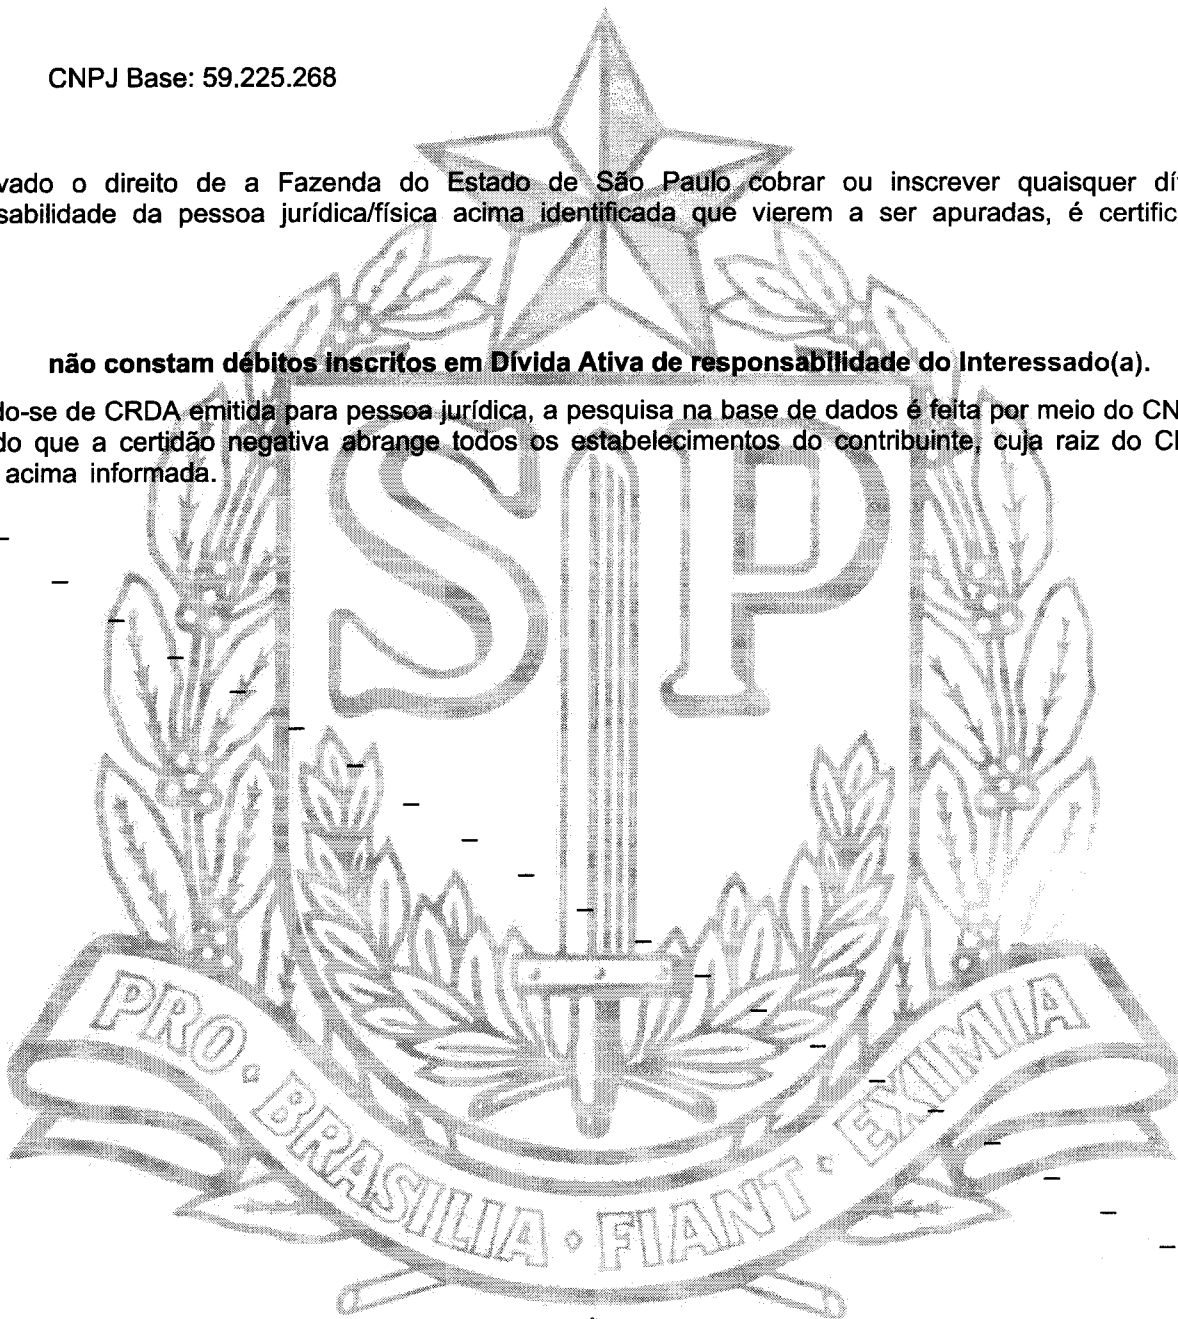 CNPJ Base: 59.225.268
vado o direito de a Fazenda do Estado de São Paulo cobrar ou inscrever quaisquer dí
sabilidade da pessoa jurídica/física acima identificada que vierem a ser apuradas, é certific
não constam débitos inscritos em Dívida Ativa de responsabilidade do Interessado(a).
do-se de CRDA emitida para pessoa jurídica, a pesquisa na base de dados é feita por meio do CN
do que a certidão negativa abrange todos os estabelecimentos do contribuinte, cuja raiz do C
acima informada.
SP
PRO · BRASILIA · FIANT · EXIMIA